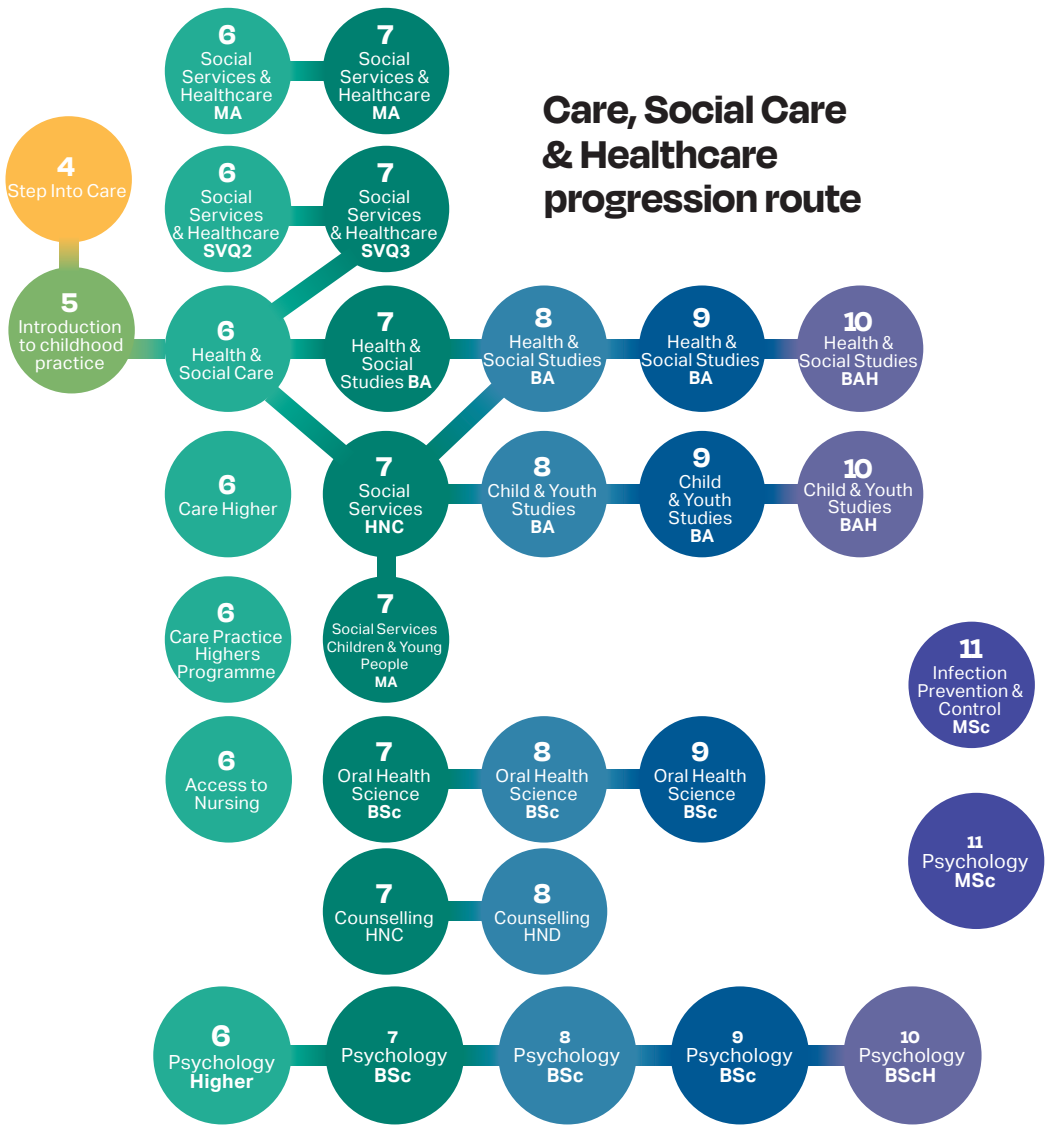 6
Social
Services &
Healthcare
MA
7
Social
Services &
Healthcare
MA
Care, Social Care
& Healthcare
progression route
4
Step Into Care
6
Social
Services
& Healthcare
SVQ2
7
Social
Services
& Healthcare
SVQ3
5
Introduction
to childhood
practice
6
Health &
Social Care
7
Health &
Social
Studies BA
8
Health &
Social Studies
BA
9
Health &
Social Studies
BA
10
Health &
Social Studies
BAH
6
Care Higher
7
Social
Services
HNC
8
Child & Youth
Studies
BA
9
Child
& Youth
Studies
BA
10
Child & Youth
Studies
BAH
6
Care Practice
Highers
Programme
7
Social Services
Children & Young
People
MA
11
Infection
Prevention &
Control
MSc
6
Access to
Nursing
7
Oral Health
Science
BSc
8
Oral Health
Science
BSc
9
Oral Health
Science
BSc
11
Psychology
MSc
7
Counselling
HNC
8
Counselling
HND
6
Psychology
Higher
7
Psychology
BSc
8
Psychology
BSc
9
Psychology
BSc
10
Psychology
BScH